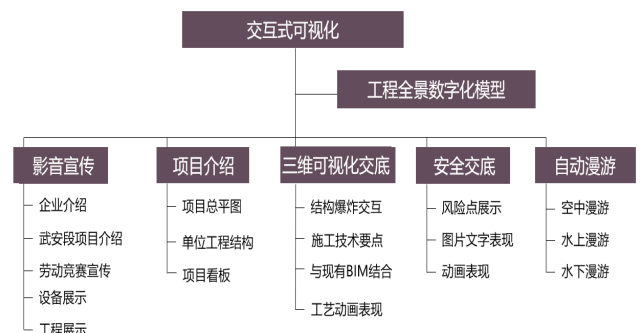 交互式可视化
工程全景数字化模型
影音宣传
企业介绍
武安段项目介绍
劳动竞赛宣传
设备展示
工程展示
项目介绍
项目总平图
单位工程结构
项目看板
三维可视化交底
结构爆炸交互
施工技术要点
与现有BIM结合
工艺动画表现
安全交底
风险点展示
图片文字表现
动画表现
自动漫游
空中漫游
水上漫游
水下漫游